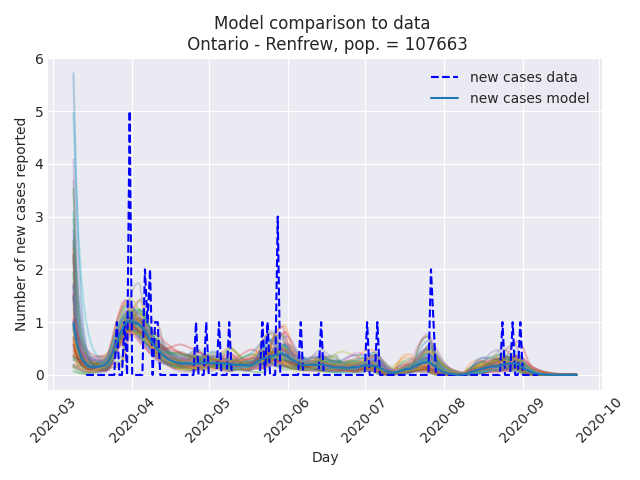 Model comparison to data
Ontario - Renfrew, pop. = 107663
new cases data
new cases model
Number of new cases reported
6
5
4
3
2
1
0
2020-03
2020-04
2020-05
2020-06
2020-07
2020-08
2020-09
2020-10
Day